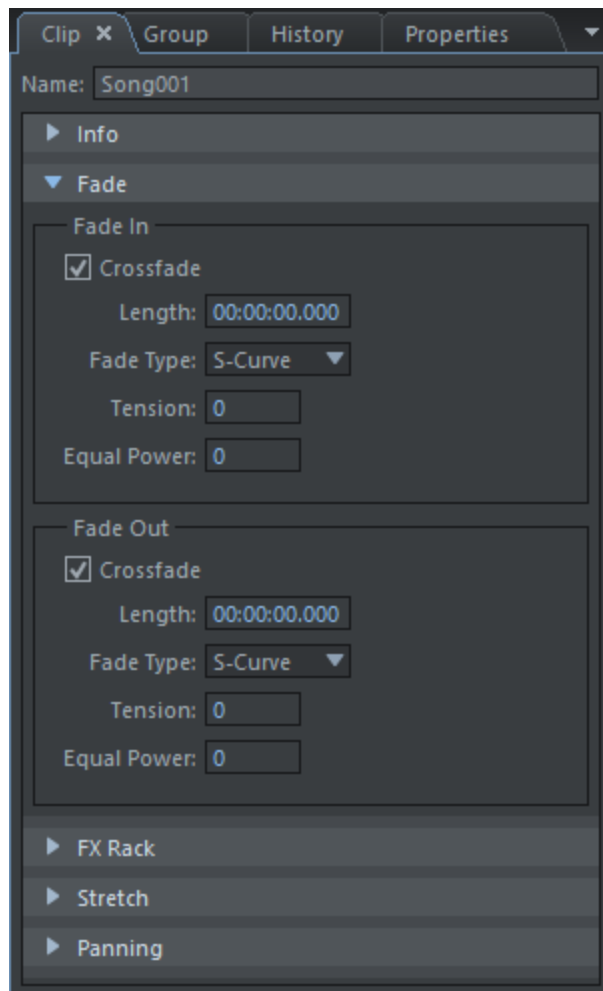 Clip Group History Properties
Name: Song001
Info
Fade
Fade In
Crossfade
Length: 00:00:00.000
Fade Type: S-Curve
Tension: 0
Equal Power: 0
Fade Out
Crossfade
Length: 00:00:00.000
Fade Type: S-Curve
Tension: 0
Equal Power: 0
FX Rack
Stretch
Panning